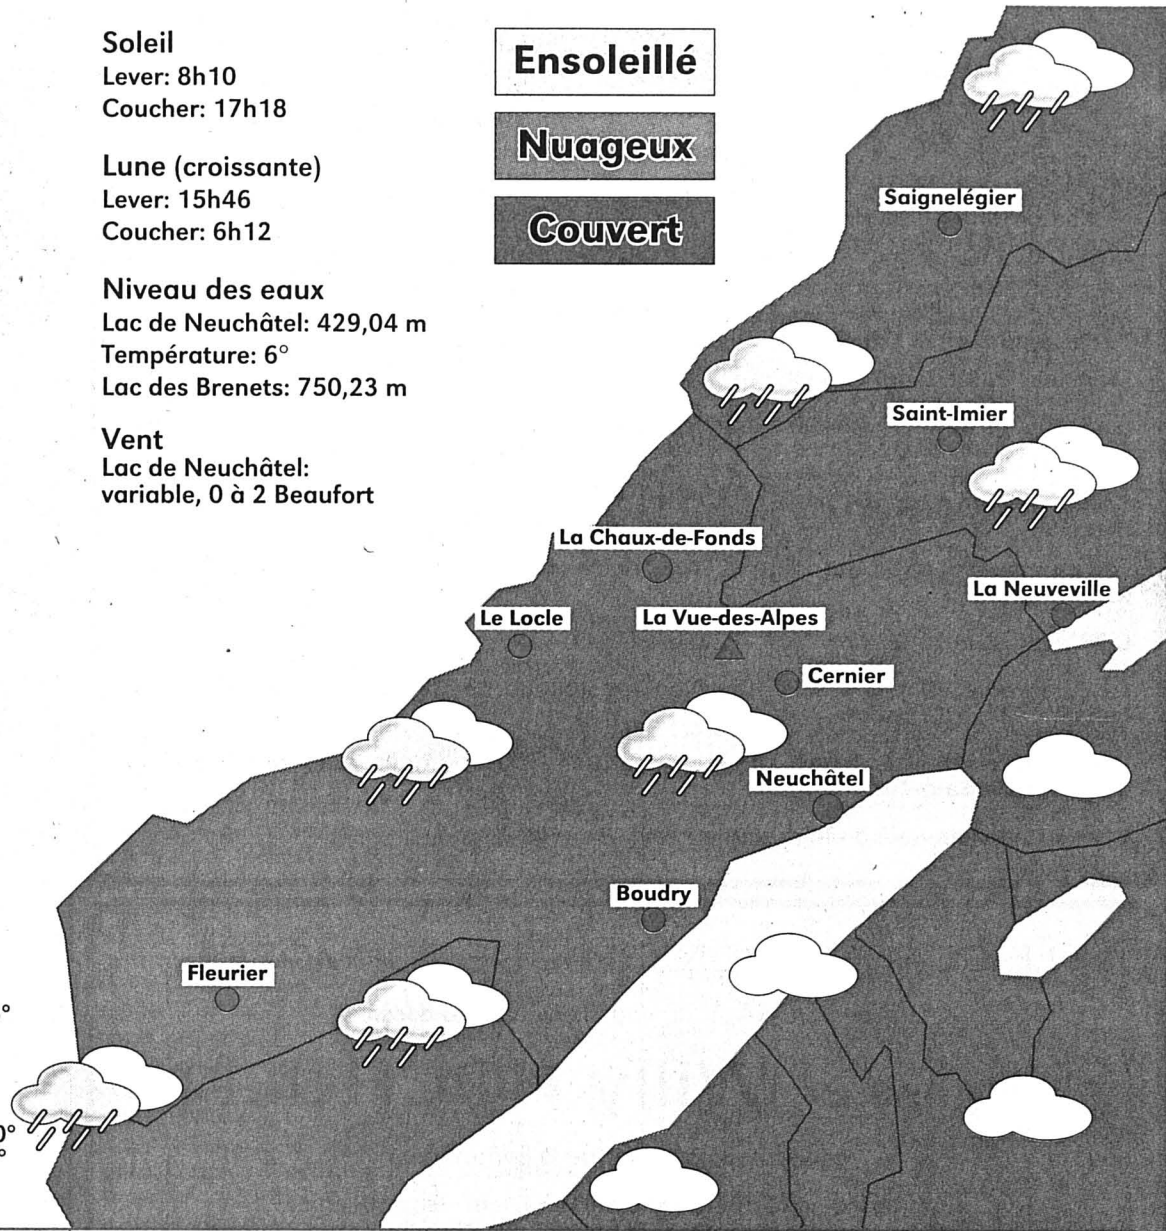 Soleil
Lever: 8h10
Coucher: 17h18
Lune (croissante)
Lever: 15h46
Coucher: 6h12
Niveau des eaux
Lac de Neuchâtel: 429,04 m
Température: 6°
Lac des Brenets: 750,23 m
Vent
Lac de Neuchâtel:
variable, 0 à 2 Beaufort
Ensoleillé
Nuageux
Couvert
Saignelégier
Saint-Imier
La Chaux-de-Fonds
La Neuveville
Le Locle
La Vue-des-Alpes
Cernier
Neuchâtel
Boudry
Fleurier